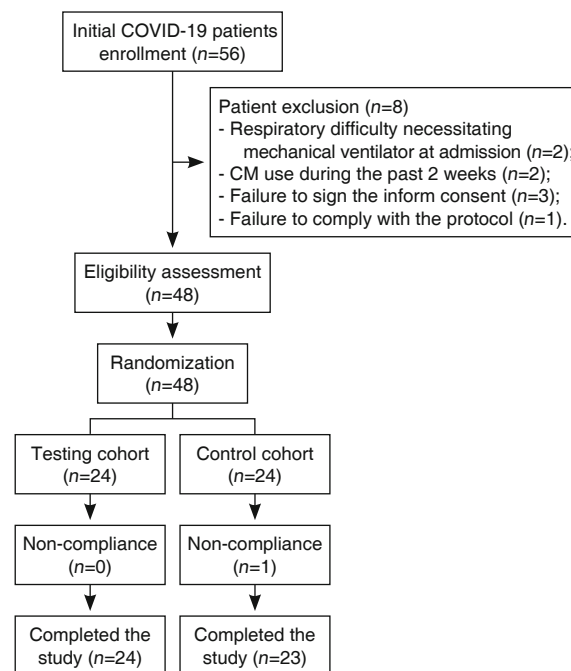 Initial COVID-19 patients
enrollment (n=56)
Patient exclusion (n=8)
- Respiratory difficulty necessitating
mechanical ventilator at admission (n=2);
- CM use during the past 2 weeks (n=2);
- Failure to sign the inform consent (n=3);
- Failure to comply with the protocol (n=1).
Eligibility assessment
(n=48)
Randomization
(n=48)
Testing cohort
(n=24)
Control cohort
(n=24)
Non-compliance
(n=0)
Non-compliance
(n=1)
Completed the
study (n=24)
Completed the
study (n=23)